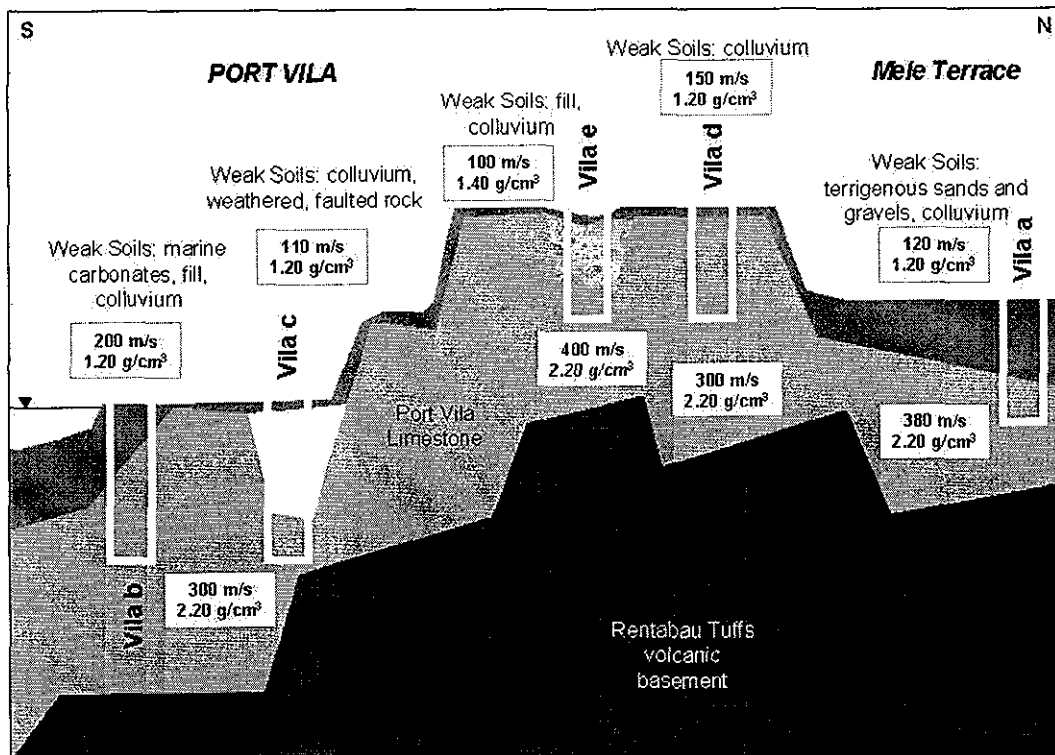 S
N
PORT VILA
Mele Terrace
Weak Soils: colluvium
150 m/s
1.20 g/cm³
Vila d
Weak Soils: fill,
colluvium
100 m/s
1.40 g/cm³
Vila e
Weak Soils: colluvium,
weathered, faulted rock
110 m/s
1.20 g/cm³
Vila c
Weak Soils:
terrigenous sands and
gravels, colluvium
120 m/s
1.20 g/cm³
Vila a
Weak Soils: marine
carbonates, fill,
colluvium
200 m/s
1.20 g/cm³
Vila b
400 m/s
2.20 g/cm³
300 m/s
2.20 g/cm³
380 m/s
2.20 g/cm³
Port Vila
Limestone
300 m/s
2.20 g/cm³
Rentabau Tuffs
volcanic
basement